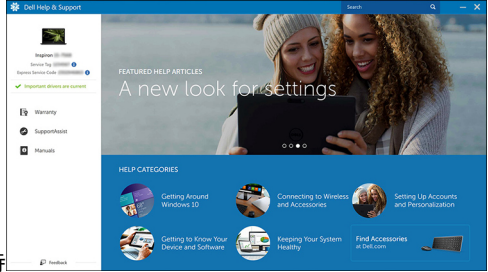 Dell Help & Support
Search
Inspiron
Service Tag
Express Service Code
Important drivers are current
Warranty
SupportAssist
Manuals
Feedback
FEATURED HELP ARTICLES
A new look for settings
HELP CATEGORIES
Getting Around
Windows 10
Connecting to Wireless
and Accessories
Setting Up Accounts
and Personalization
Getting to Know Your
Device and Software
Keeping Your System
Healthy
Find Accessories
at Dell.com